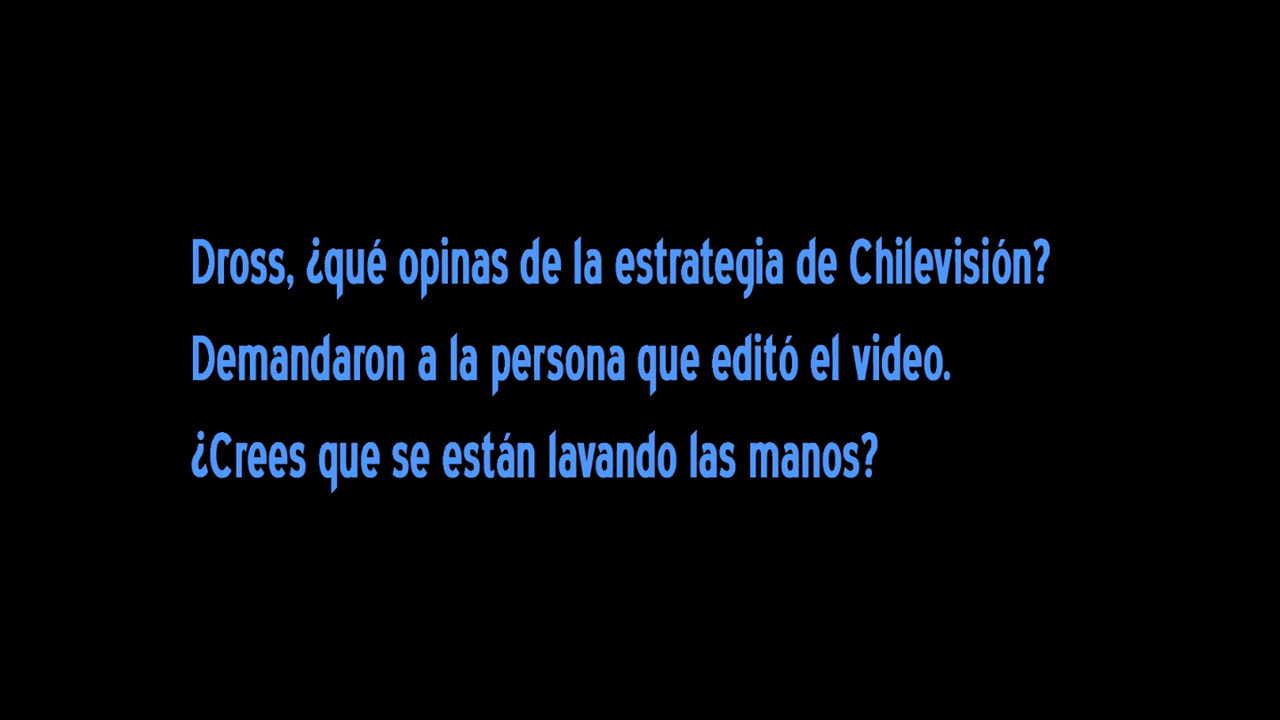 Dross, ¿qué opinas de la estrategia de Chilevisión?
Demandaron a la persona que editó el video.
¿Crees que se están lavando las manos?